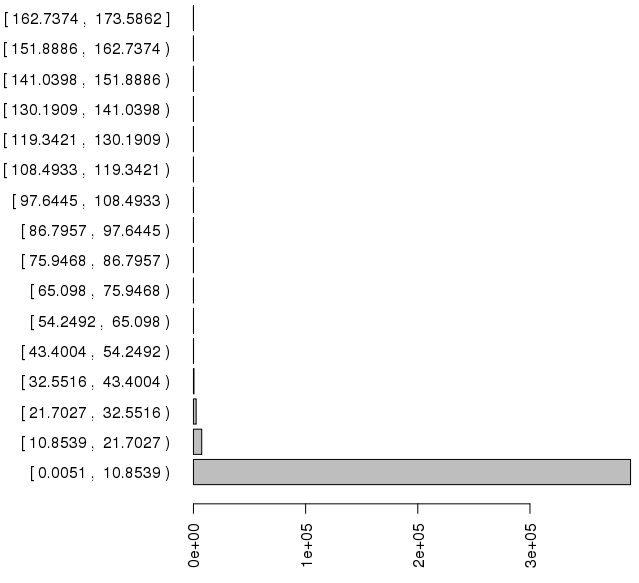 [ 162.7374 , 173.5862 ]
[ 151.8886 , 162.7374 )
[ 141.0398 , 151.8886 )
[ 130.1909 , 141.0398 )
[ 119.3421 , 130.1909 )
[ 108.4933 , 119.3421 )
[ 97.6445 , 108.4933 )
[ 86.7957 , 97.6445 )
[ 75.9468 , 86.7957 )
[ 65.098 , 75.9468 )
[ 54.2492 , 65.098 )
[ 43.4004 , 54.2492 )
[ 32.5516 , 43.4004 )
[ 21.7027 , 32.5516 )
[ 10.8539 , 21.7027 )
[ 0.0051 , 10.8539 )
0e+00
1e+05
2e+05
3e+05